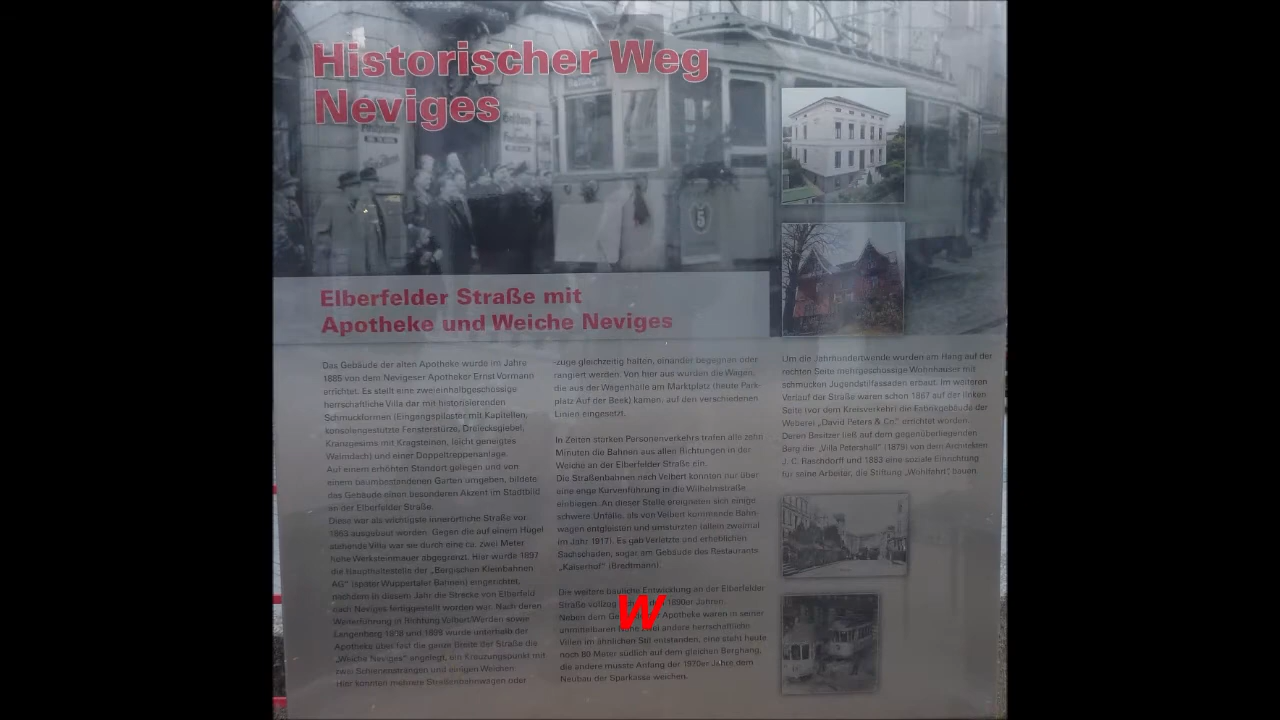 Historischer Weg
Neviges
5
Elberfelder Straße mit
Apotheke und Weiche Neviges
Das Gebäude der alten Apotheke wurde im Jahre
1885 von dem Nevigeser Apotheker Ernst Vormann
errichtet. Es stellt eine zweieinhalbgeschossige
herrschaftliche Villa dar mit historisierenden
Schmuckformen (Eingangspilaster mit Kapitellen,
konsolengestützte Fensterstürze, Dreiecksgiebel,
Kranzgesims mit Kragsteinen, leicht geneigtes
Walmdach) und einer Doppeltreppenanlage.
Auf einem erhöhten Standort gelegen und von
einem baumbestandenen Garten umgeben, bildete
das Gebäude einen besonderen Akzent im Stadtbild
an der Elberfelder Straße.
Diese war als wichtigste innerörtliche Straße vor
1863 ausgebaut worden. Gegen die auf einem Hügel
stehende Villa war sie durch eine ca. zwei Meter
hohe Werksteinmauer abgegrenzt. Hier wurde 1897
die Haupthaltestelle der „Bergischen Kleinbahnen
AG“ (später Wuppertaler Bahnen) eingerichtet,
nachdem in diesem Jahr die Strecke von Elberfeld
nach Neviges fertiggestellt worden war. Nach deren
Weiterführung in Richtung Velbert/Werden sowie
Langenberg 1898 und 1899 wurde unterhalb der
Apotheke über fast die ganze Breite der Straße die
„Weiche Neviges“ angelegt, ein Kreuzungspunkt mit
zwei Schienensträngen und einigen Weichen.
Hier konnten mehrere Straßenbahnwagen oder
-züge gleichzeitig halten, einander begegnen oder
rangiert werden. Von hier aus wurden die Wagen,
die aus der Wagenhalle am Marktplatz (heute Park-
platz Auf der Beek) kamen, auf den verschiedenen
Linien eingesetzt.
In Zeiten starken Personenverkehrs trafen alle zehn
Minuten die Bahnen aus allen Richtungen in der
Weiche an der Elberfelder Straße ein.
Die Straßenbahnen nach Velbert konnten nur über
eine enge Kurvenführung in die Wilhelmstraße
einbiegen. An dieser Stelle ereigneten sich einige
schwere Unfälle, als von Velbert kommende Bahn-
wagen entgleisten und umstürzten (allein zweimal
im Jahr 1917). Es gab Verletzte und erheblichen
Sachschaden, sogar am Gebäude des Restaurants
„Kaiserhof“ (Bredtmann).
Die weitere bauliche Entwicklung an der Elberfelder
Straße vollzog 1890er Jahren.
Neben dem Apotheke waren in seiner
unmittelbaren Nähe zwei andere herrschaftliche
Villen im ähnlichen Stil entstanden, eine steht heute
noch 80 Meter südlich auf dem gleichen Berghang,
die andere musste Anfang der 1970er Jahre dem
Neubau der Sparkasse weichen.
W
Um die Jahrhundertwende wurden am Hang auf der
rechten Seite mehrgeschossige Wohnhäuser mit
schmucken Jugendstilfassaden erbaut. Im weiteren
Verlauf der Straße waren schon 1867 auf der linken
Seite (vor dem Kreisverkehr) die Fabrikgebäude der
Weberei „David Peters & Co.“ errichtet worden.
Deren Besitzer ließ auf dem gegenüberliegenden
Berg die „Villa Petershall“ (1879) von dem Architekten
J. C. Raschdorff und 1883 eine soziale Einrichtung
für seine Arbeiter, die Stiftung „Wohlfahrt“, bauen.